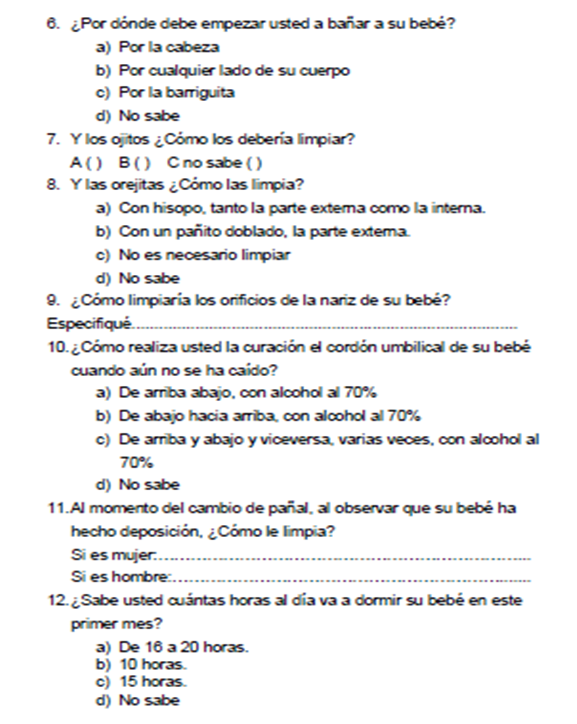 6. ¿Por dónde debe empezar usted a bañar a su bebé?
a) Por la cabeza
b) Por cualquier lado de su cuerpo
c) Por la barriguita
d) No sabe
7. Y los ojitos ¿Cómo los debería limpiar?
A ( ) B ( ) C no sabe ( )
8. Y las orejitas ¿Cómo las limpia?
a) Con hisopo, tanto la parte externa como la interna.
b) Con un pañito doblado, la parte externa.
c) No es necesario limpiar
d) No sabe
9. ¿Cómo limpiaría los orificios de la nariz de su bebé?
Especifiqué...............................................................................
10. ¿Cómo realiza usted la curación el cordón umbilical de su bebé
cuando aún no se ha caído?
a) De arriba abajo, con alcohol al 70%
b) De abajo hacia arriba, con alcohol al 70%
c) De arriba y abajo y viceversa, varias veces, con alcohol al
70%
d) No sabe
11. Al momento del cambio de pañal, al observar que su bebé ha
hecho deposición, ¿Cómo le limpia?
Si es mujer:..............................................................................
Si es hombre:...........................................................................
12. ¿Sabe usted cuántas horas al día va a dormir su bebé en este
primer mes?
a) De 16 a 20 horas.
b) 10 horas.
c) 15 horas.
d) No sabe